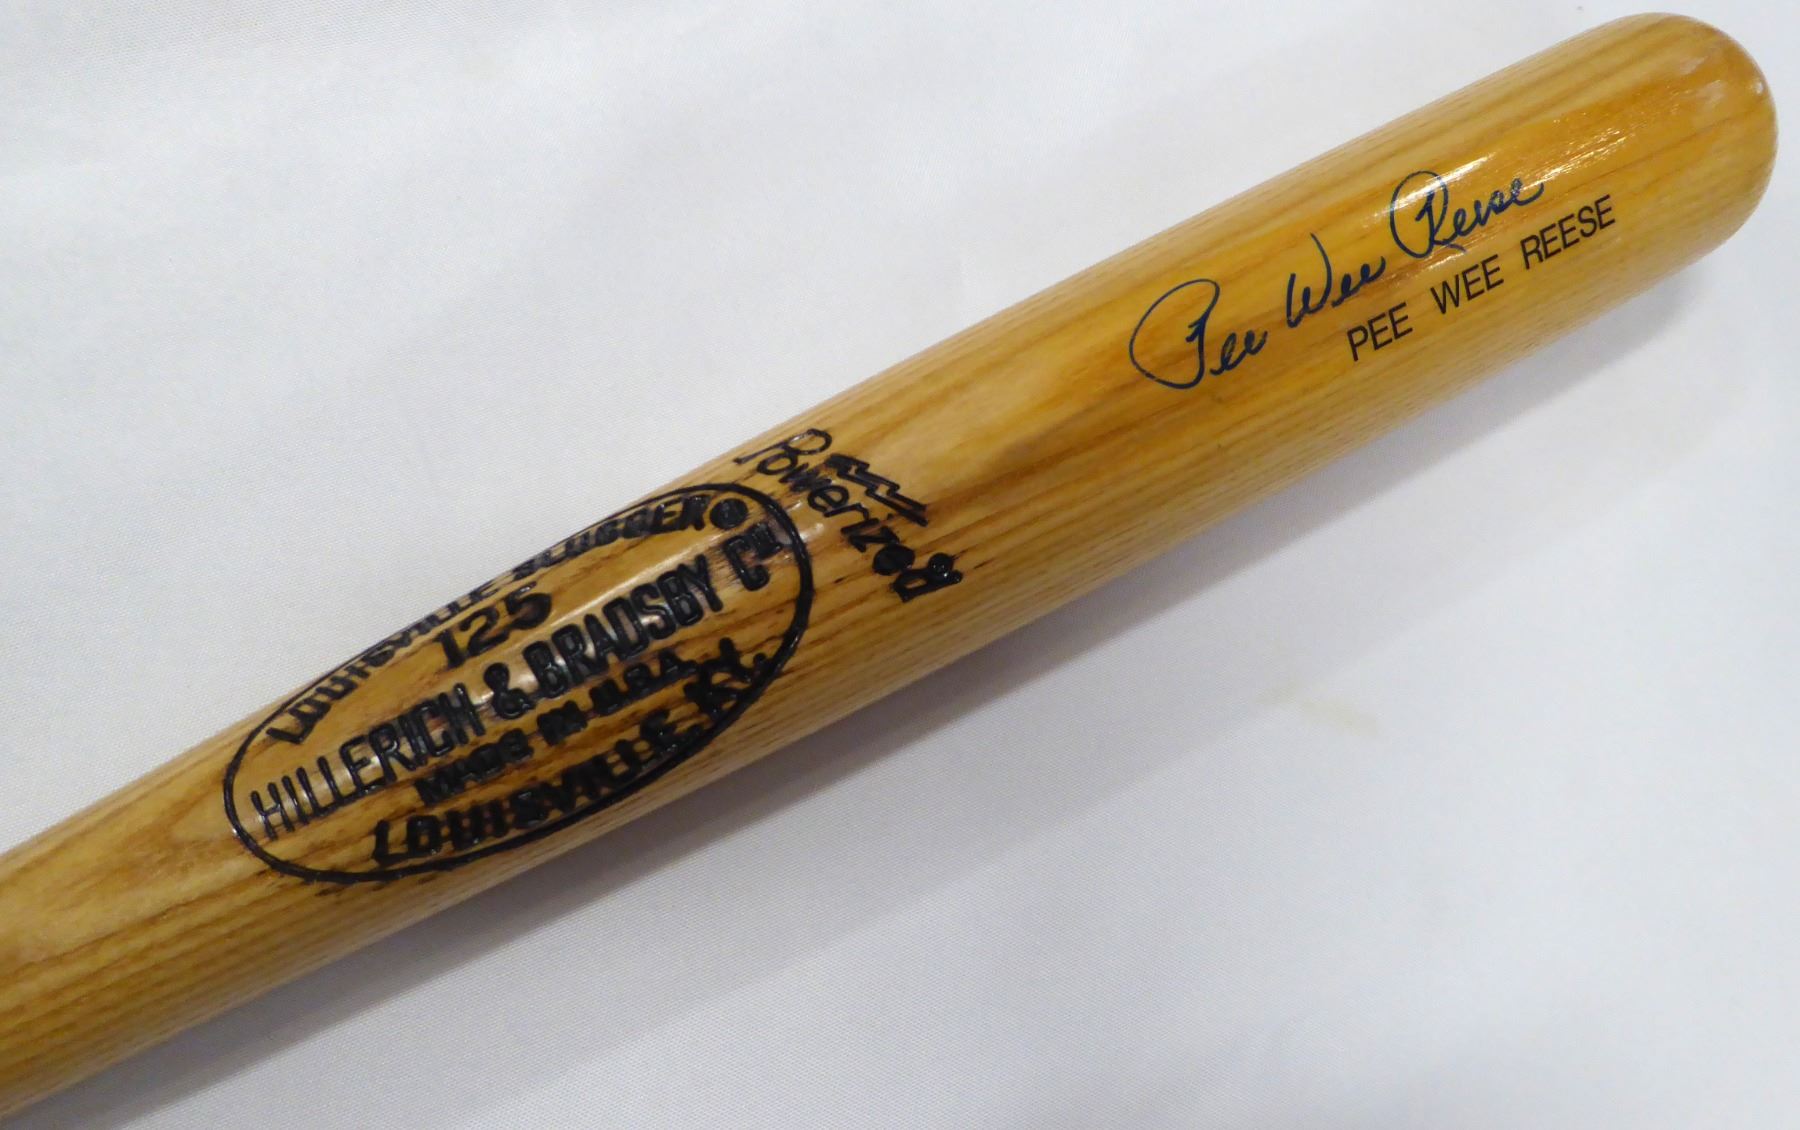 Pee Wee Reese
PEE WEE REESE
Powerized
LOUISVILLE SLUGGER
125
HILLERICH & BRADSBY Co
MADE IN U.S.A.
LOUISVILLE, KY.